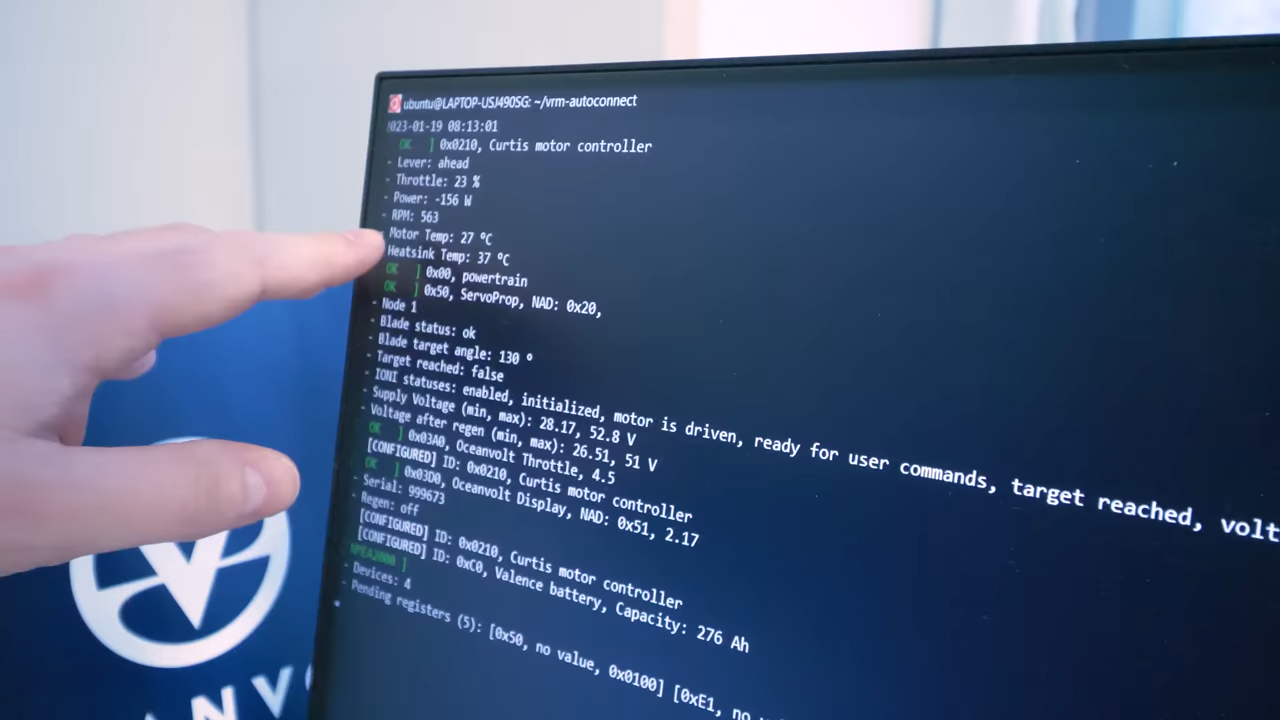 ubuntu@LAPTOP-USJ490SG: ~/vrm-autoconnect
2023-01-19 08:13:01
OK ] 0x0210, Curtis motor controller
- Lever: ahead
- Throttle: 23 %
- Power: -156 W
- RPM: 563
- Motor Temp: 27 ºC
Heatsink Temp: 37 ºC
OK ] 0x00, powertrain
OK ] 0x50, ServoProp, NAD: 0x20,
- Node 1
- Blade status: ok
- Blade target angle: 130 º
- Target reached: false
- IONI statuses: enabled, initialized, motor is driven, ready for user commands, target reached, volt
- Supply Voltage (min, max): 28.17, 52.8 V
- Voltage after regen (min, max): 26.51, 51 V
OK ] 0x03A0, Oceanvolt Throttle, 4.5
[CONFIGURED] ID: 0x0210, Curtis motor controller
OK ] 0x03D0, Oceanvolt Display, NAD: 0x51, 2.17
- Serial: 999673
- Regen: off
[CONFIGURED] ID: 0x0210, Curtis motor controller
[CONFIGURED] ID: 0xC0, Valence battery, Capacity: 276 Ah
NMEA2000 ]
- Devices: 4
- Pending registers (5): [0x50, no value, 0x0100] [0xE1, no
ANV